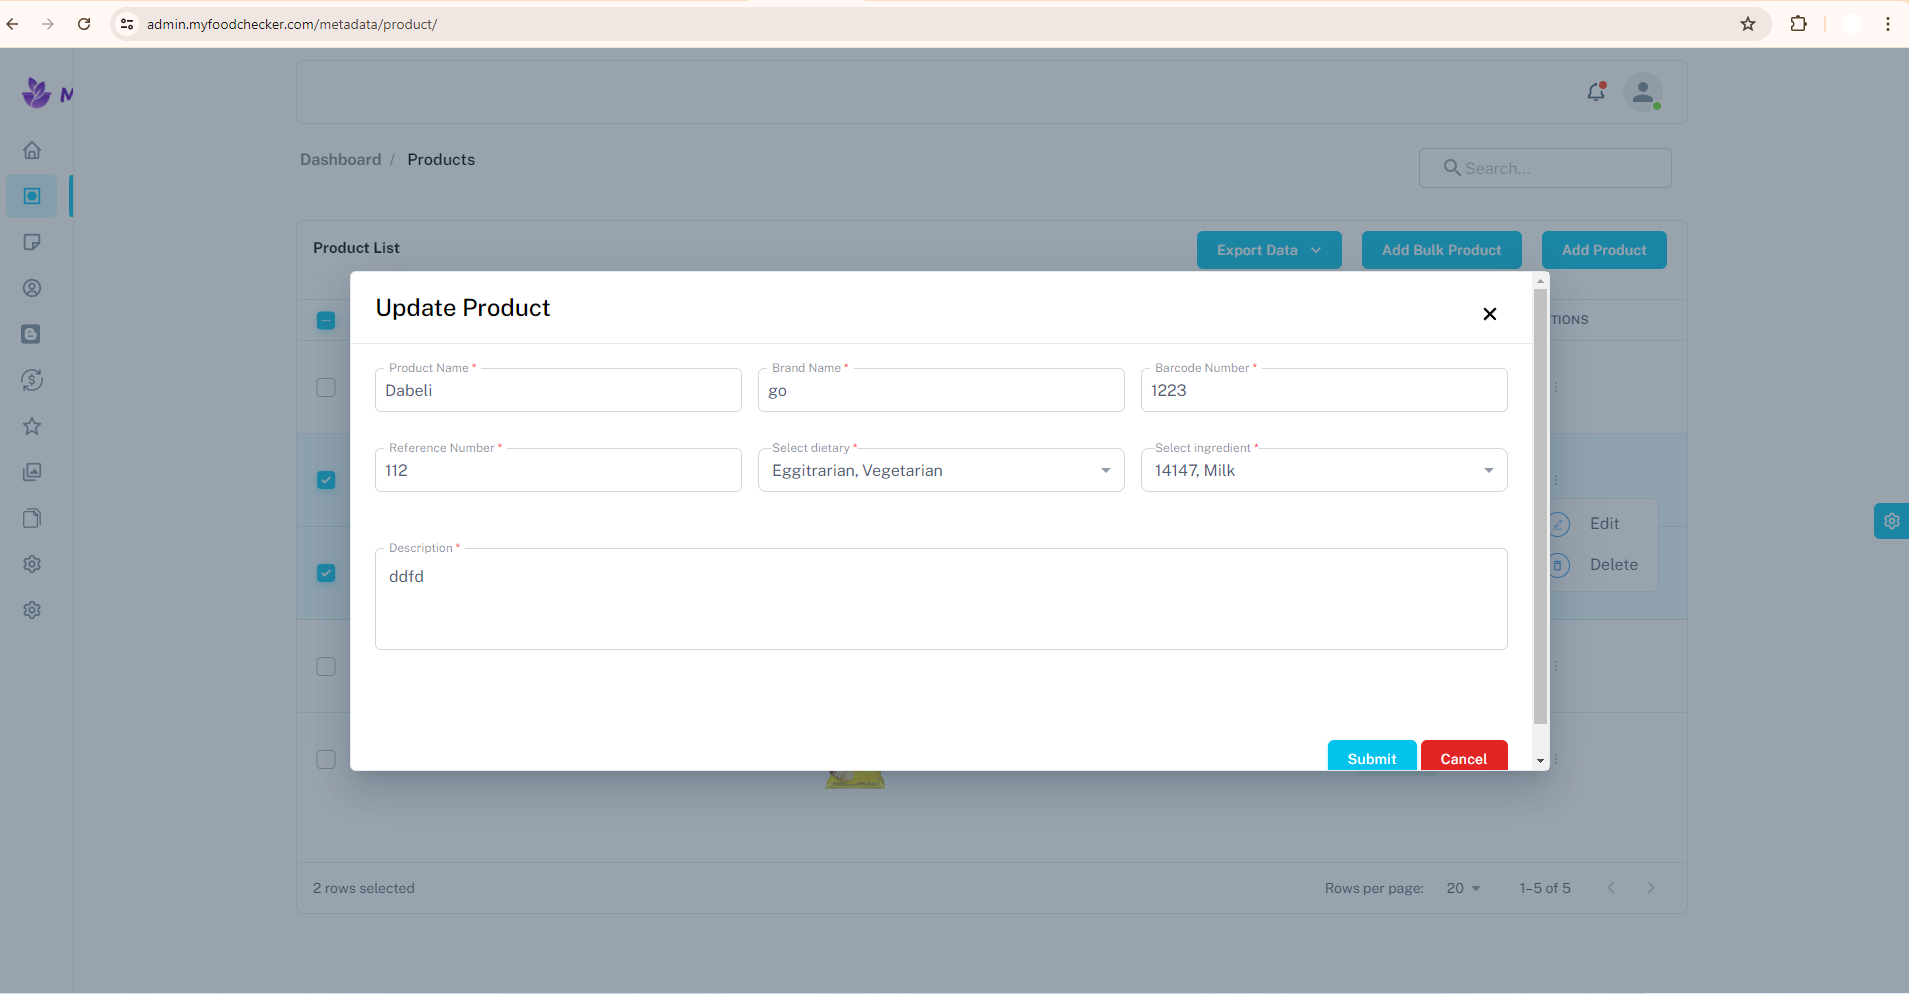 admin.myfoodchecker.com/metadata/product/
Dashboard / Products
Search...
Product List
Export Data
Add Bulk Product
Add Product
Update Product
Product Name *
Dabeli
Brand Name *
go
Barcode Number *
1223
Reference Number *
112
Select dietary *
Eggitrarian, Vegetarian
Select ingredient *
14147, Milk
Edit
Delete
Description *
ddfd
Submit
Cancel
2 rows selected
Rows per page: 20
1–5 of 5